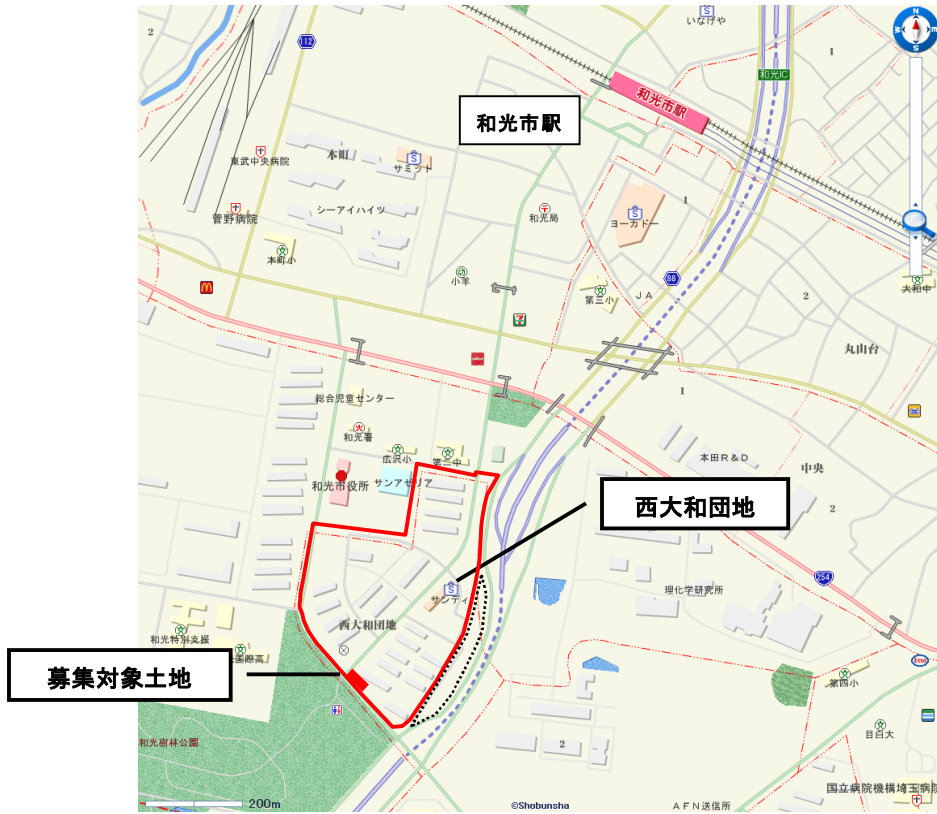 2
112
いなげや
N
W
S
1
和光IC
和光市駅
和光市駅
東武中央病院
本町
サミット
菅野病院
シーアイハイツ
和光局
1
ヨーカドー
本町小
小羊
88
第三小
JA
大和中
2
丸山台
1
総合児童センター
和光署
広沢小
第二中
本田R&D
中央
和光市役所
サンアゼリア
西大和団地
2
254
サンディ
理化学研究所
西大和団地
和光特別支援
国際高
募集対象土地
Esso
第四小
目白大
和光樹林公園
2
国立病院機構埼玉病院
200m
©Shobunsha
AFN送信所